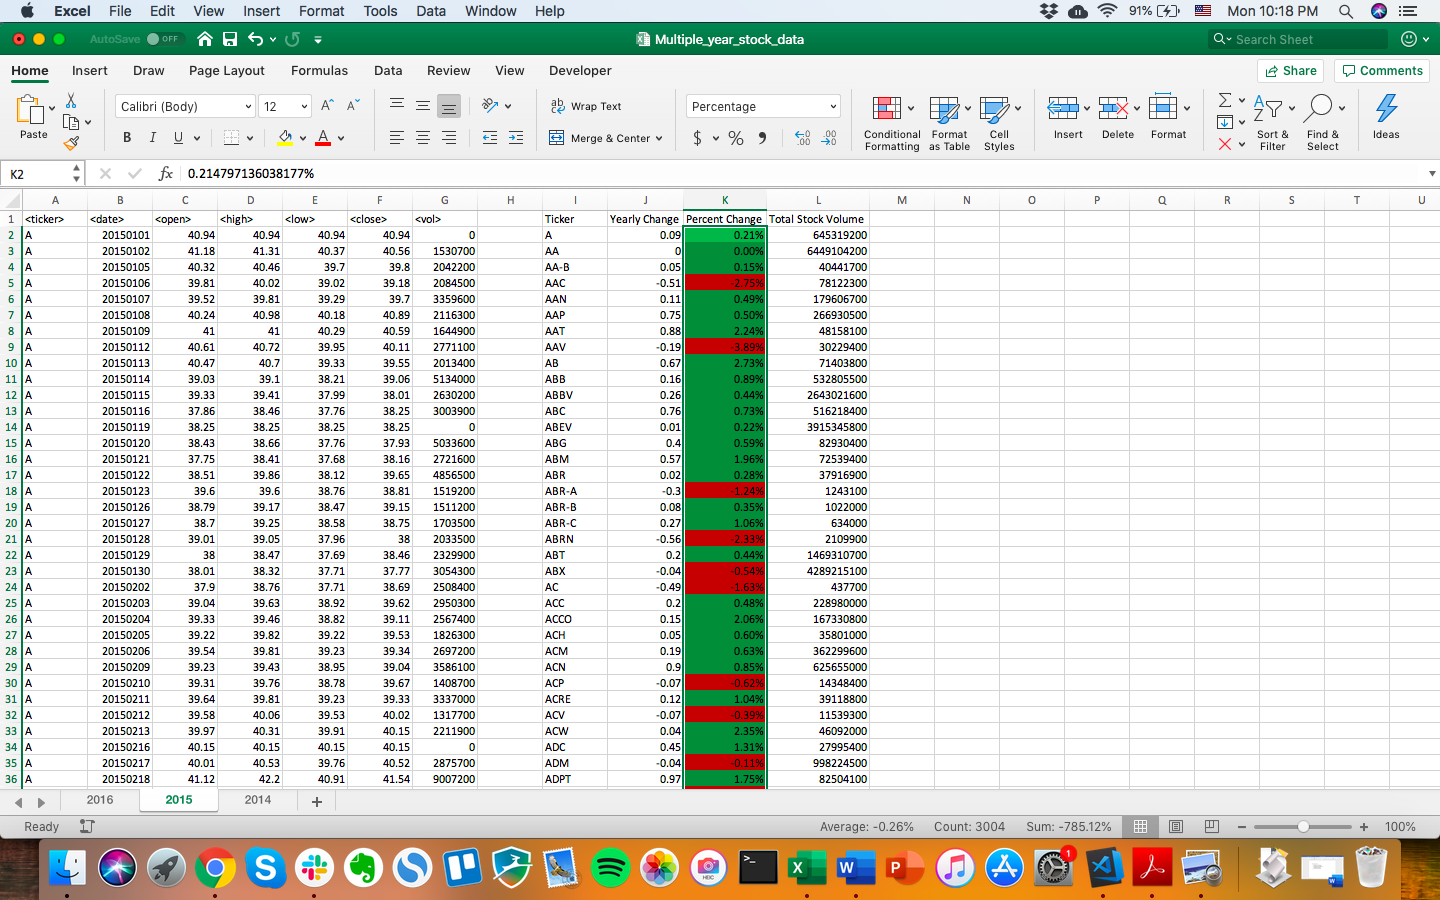 Excel File Edit View Insert Format Tools Data Window Help 91% Mon 10:18 PM
AutoSave OFF Multiple_year_stock_data Search Sheet
Home Insert Draw Page Layout Formulas Data Review View Developer Share Comments
Paste Calibri (Body) 12 A A Wrap Text Percentage Conditional Formatting Format as Table Cell Styles Insert Delete Format Sort & Filter Find & Select Ideas
B I U A Merge & Center $ % 
K2 fx 0.214797136038177%
A B C D E F G H I J K L M N O P Q R S T U
1 <ticker> <date> <open> <high> <low> <close> <vol> Ticker Yearly Change Percent Change Total Stock Volume
2 A 20150101 40.94 40.94 40.94 40.94 0 A 0.09 0.21% 645319200
3 A 20150102 41.18 41.31 40.37 40.56 1530700 AA 0 0.00% 6449104200
4 A 20150105 40.32 40.46 39.7 39.8 2042200 AA-B 0.05 0.15% 40441700
5 A 20150106 39.81 40.02 39.02 39.18 2084500 AAC -0.51 -2.75% 78122300
6 A 20150107 39.52 39.81 39.29 39.7 3359600 AAN 0.11 0.49% 179606700
7 A 20150108 40.24 40.98 40.18 40.89 2116300 AAP 0.75 0.50% 266930500
8 A 20150109 41 41 40.29 40.59 1644900 AAT 0.88 2.24% 48158100
9 A 20150112 40.61 40.72 39.95 40.11 2771100 AAV -0.19 -3.89% 30229400
10 A 20150113 40.47 40.7 39.33 39.55 2013400 AB 0.67 2.73% 71403800
11 A 20150114 39.03 39.1 38.21 39.06 5134000 ABB 0.16 0.89% 532805500
12 A 20150115 39.33 39.41 37.99 38.01 2630200 ABBV 0.26 0.44% 2643021600
13 A 20150116 37.86 38.46 37.76 38.25 3003900 ABC 0.76 0.73% 516218400
14 A 20150119 38.25 38.25 38.25 38.25 0 ABEV 0.01 0.22% 3915345800
15 A 20150120 38.43 38.66 37.76 37.93 5033600 ABG 0.4 0.59% 82930400
16 A 20150121 37.75 38.41 37.68 38.16 2721600 ABM 0.57 1.96% 72539400
17 A 20150122 38.51 39.86 38.12 39.65 4856500 ABR 0.02 0.28% 37916900
18 A 20150123 39.6 39.6 38.76 38.81 1519200 ABR-A -0.3 -1.24% 1243100
19 A 20150126 38.79 39.17 38.47 39.15 1511200 ABR-B 0.08 0.35% 1022000
20 A 20150127 38.7 39.25 38.58 38.75 1703500 ABR-C 0.27 1.06% 634000
21 A 20150128 39.01 39.05 37.96 38 2033500 ABRN -0.56 -2.33% 2109900
22 A 20150129 38 38.47 37.69 38.46 2329900 ABT 0.2 0.44% 1469310700
23 A 20150130 38.01 38.32 37.71 37.77 3054300 ABX -0.04 -0.54% 4289215100
24 A 20150202 37.9 38.76 37.71 38.69 2508400 AC -0.49 -1.63% 437700
25 A 20150203 39.04 39.63 38.92 39.62 2950300 ACC 0.2 0.48% 228980000
26 A 20150204 39.33 39.46 38.82 39.11 2567400 ACCO 0.15 2.06% 167330800
27 A 20150205 39.22 39.82 39.22 39.53 1826300 ACH 0.05 0.60% 35801000
28 A 20150206 39.54 39.81 39.23 39.34 2697200 ACM 0.19 0.63% 362299600
29 A 20150209 39.23 39.43 38.95 39.04 3586100 ACN 0.9 0.85% 625655000
30 A 20150210 39.31 39.76 38.78 39.67 1408700 ACP -0.07 -0.62% 14348400
31 A 20150211 39.64 39.81 39.23 39.33 3337000 ACRE 0.12 1.04% 39118800
32 A 20150212 39.58 40.06 39.53 40.02 1317700 ACV -0.07 -0.39% 11539300
33 A 20150213 39.97 40.31 39.91 40.15 2211900 ACW 0.04 2.35% 46092000
34 A 20150216 40.15 40.15 40.15 40.15 0 ADC 0.45 1.31% 27995400
35 A 20150217 40.01 40.53 39.76 40.52 2875700 ADM -0.04 -0.11% 998224500
36 A 20150218 41.12 42.2 40.91 41.54 9007200 ADPT 0.97 1.75% 82504100
2016 2015 2014 +
Ready Average: -0.26% Count: 3004 Sum: -785.12% 100%